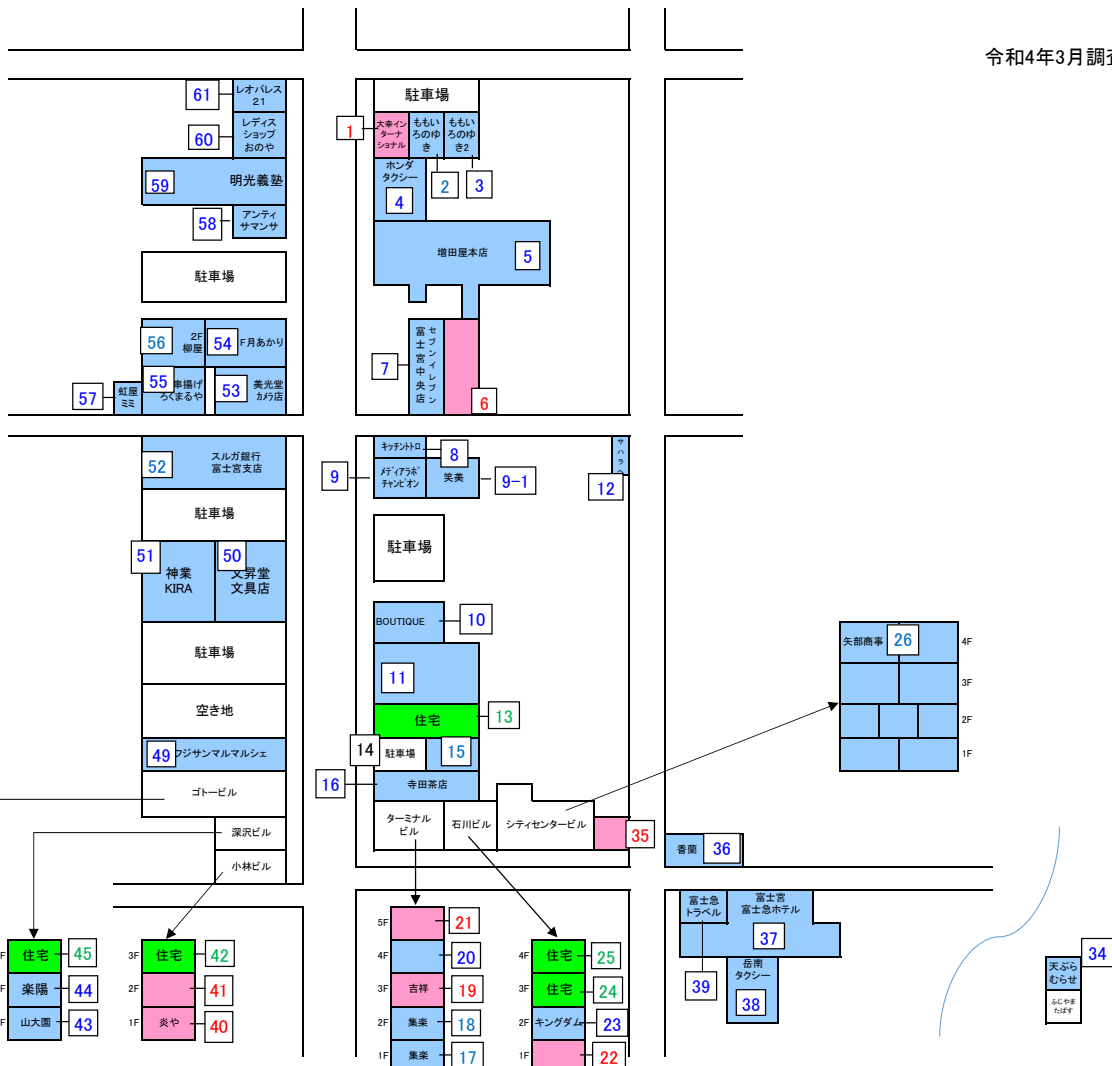 令和4年3月調
61
レオパレス
21
60
レディス
ショップ
おのや
59
明光義塾
58
アンティ
サマンサ
駐車場
56
2F
柳屋
54
F月あかり
57
虹屋
ミミ
55
串揚げ
ろくまるや
53
美光堂
カメラ店
52
スルガ銀行
富士宮支店
駐車場
51
神業
KIRA
50
文昇堂
文具店
駐車場
空き地
49
フジサンマルマルシェ
ゴトービル
深沢ビル
小林ビル
F
住宅
45
F
楽陽
44
F
山大園
43
3F
住宅
42
2F
41
1F
炎や
40
駐車場
1
大幸イン
ターナ
ショナル
ももい
ろのゆ
き
ももい
ろのゆ
き2
2
3
ホンダ
タクシー
4
増田屋本店
5
7
セブンイレブン
富士宮中央店
6
キッチントトロ
8
9
メディアラボ
チャンピオン
笑美
9-1
サハラへ
12
駐車場
BOUTIQUE
10
11
住宅
13
14
駐車場
15
16
寺田茶店
ターミナル
ビル
石川ビル
シティセンタービル
35
5F
21
4F
20
3F
吉祥
19
2F
集楽
18
1F
集楽
17
4F
住宅
25
3F
住宅
24
2F
キングダム
23
1F
22
矢部商事
26
4F
3F
2F
1F
香蘭
36
富士急
トラベル
富士宮
富士急ホテル
37
39
岳南
タクシー
38
34
天ぷら
むらせ
ふじやま
たぱす